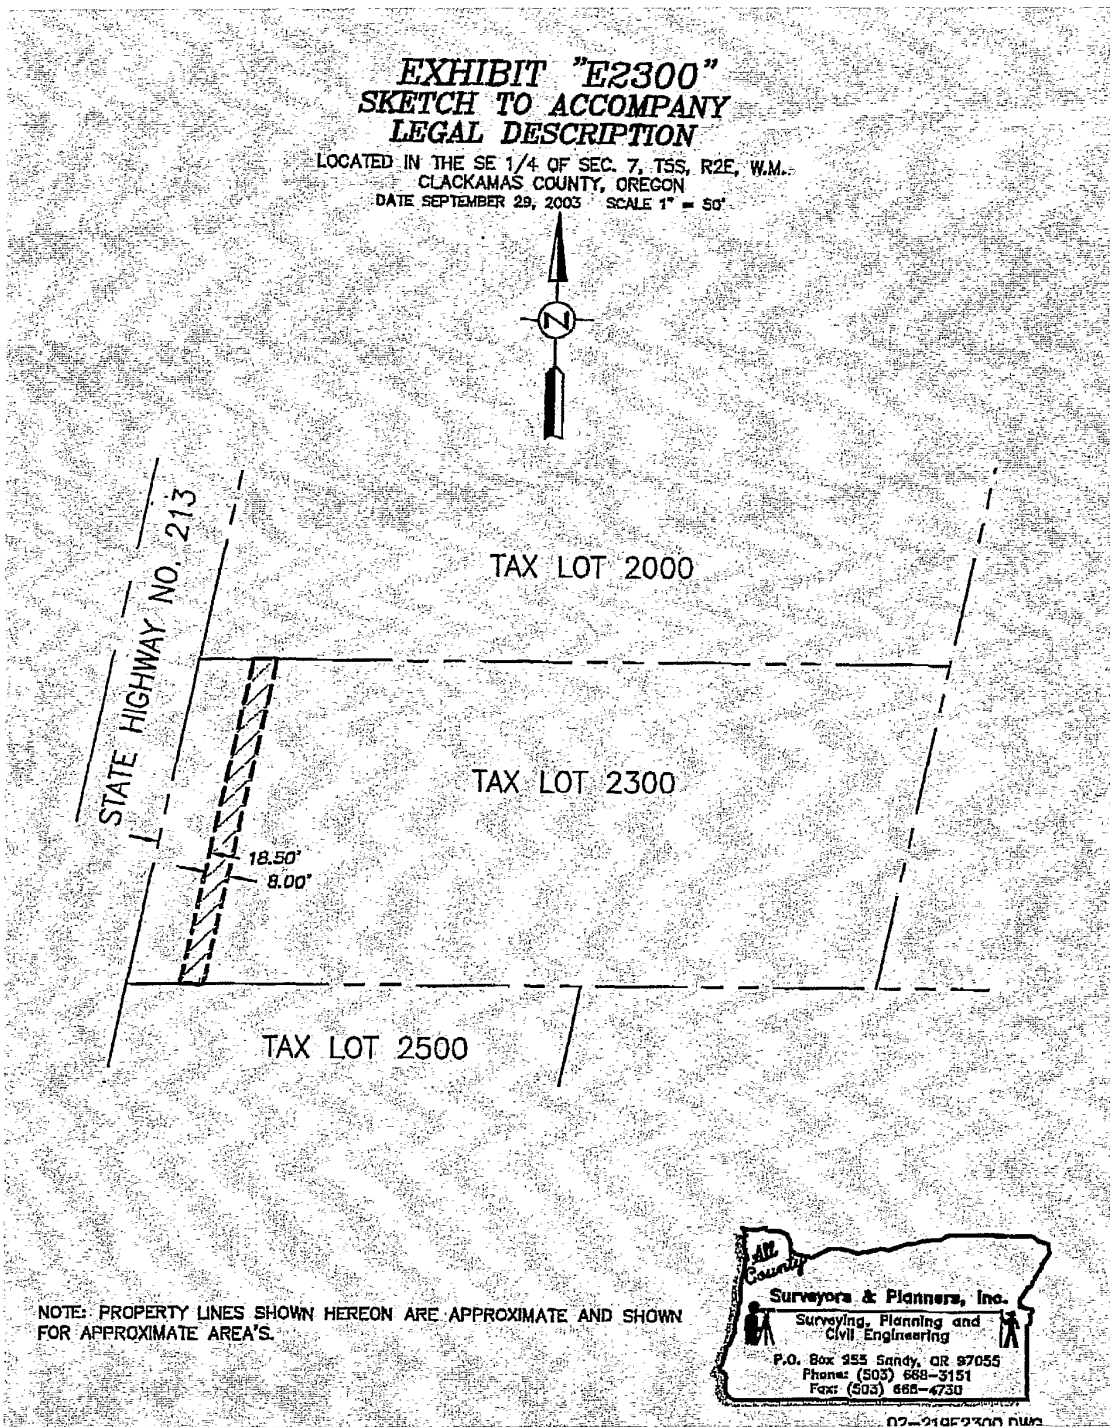 EXHIBIT "E2300"
SKETCH TO ACCOMPANY
LEGAL DESCRIPTION
LOCATED IN THE SE 1/4 OF SEC. 7, T5S, R2E, W.M.
CLACKAMAS COUNTY, OREGON
DATE SEPTEMBER 29, 2003 SCALE 1" = 50'
N
STATE HIGHWAY NO. 213
TAX LOT 2000
TAX LOT 2300
18.50'
8.00'
TAX LOT 2500
NOTE: PROPERTY LINES SHOWN HEREON ARE APPROXIMATE AND SHOWN
FOR APPROXIMATE AREA'S.
All
County
Surveyors & Planners, Inc.
Surveying, Planning and
Civil Engineering
P.O. Box 955 Sandy, OR 97055
Phone: (503) 668-3151
Fax: (503) 668-4730